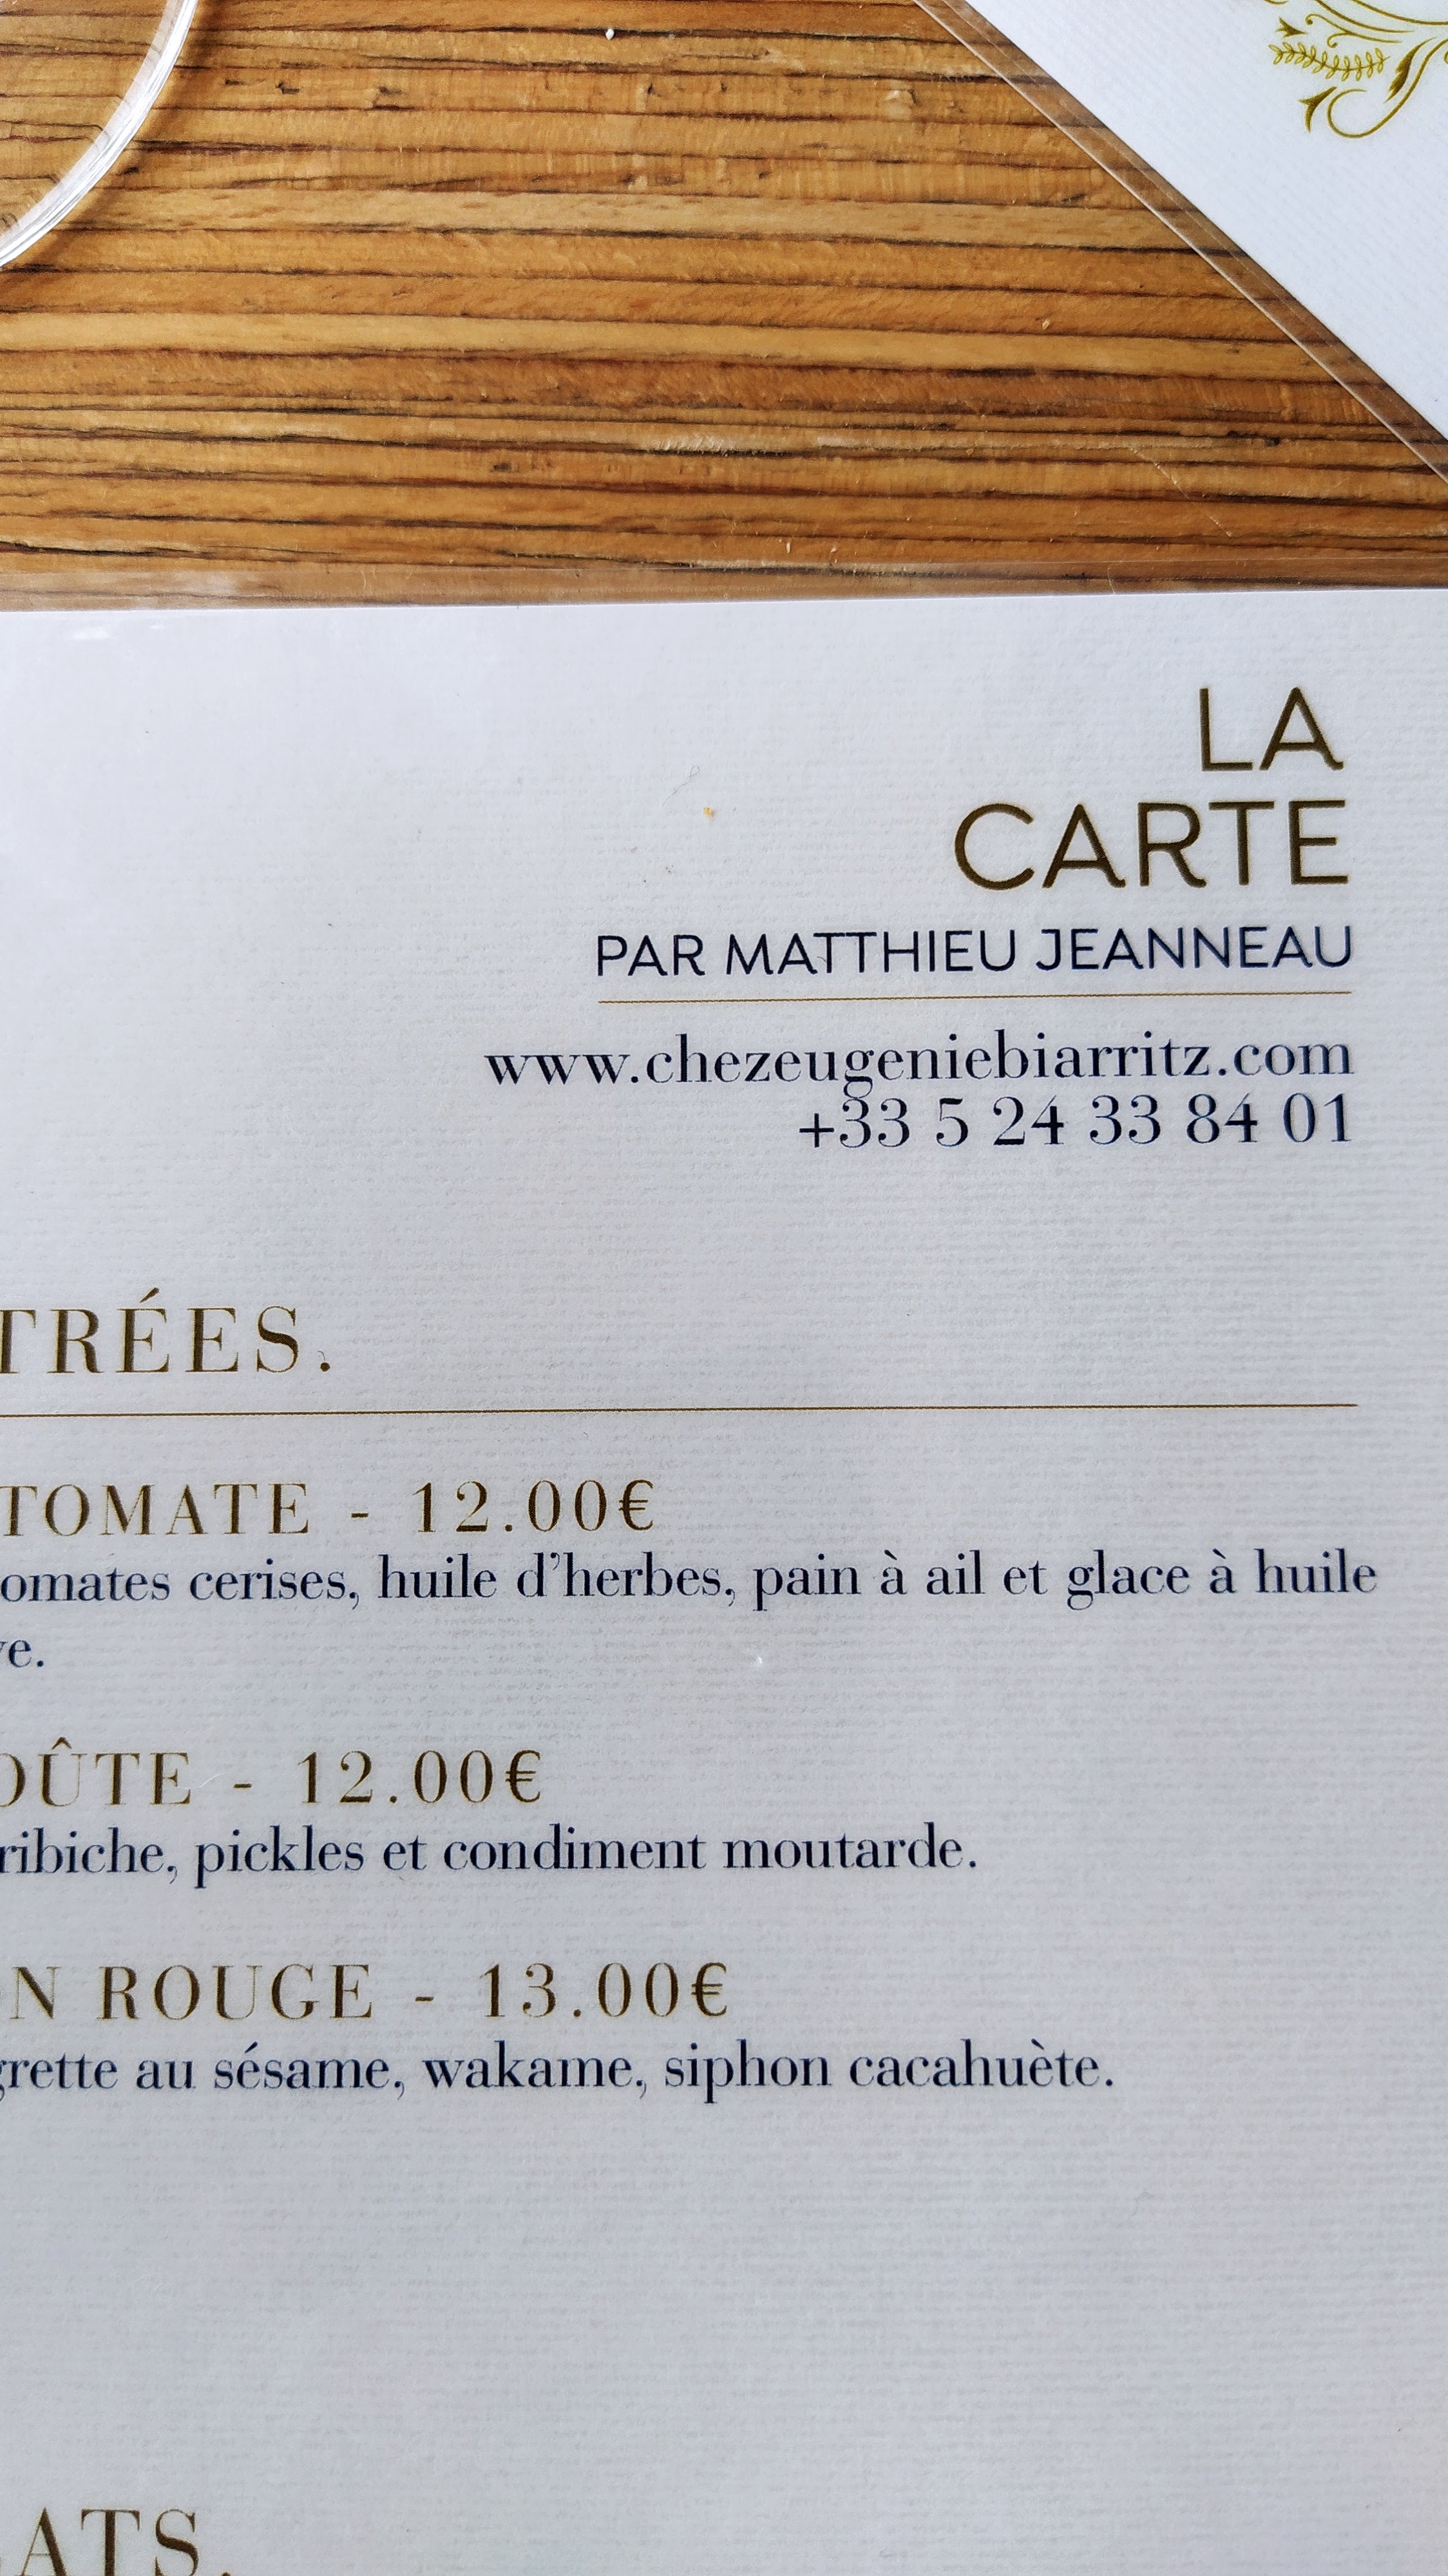 LA
CARTE
PAR MATTHIEU JEANNEAU
www.chezeugeniebiarritz.com
+33 5 24 33 84 01
TRÉES.
TOMATE - 12.00€
omates cerises, huile d'herbes, pain à ail et glace à huile
ve.
OÛTE - 12.00€
ribiche, pickles et condiment moutarde.
N ROUGE - 13.00€
grette au sésame, wakame, siphon cacahuète.
ATS.